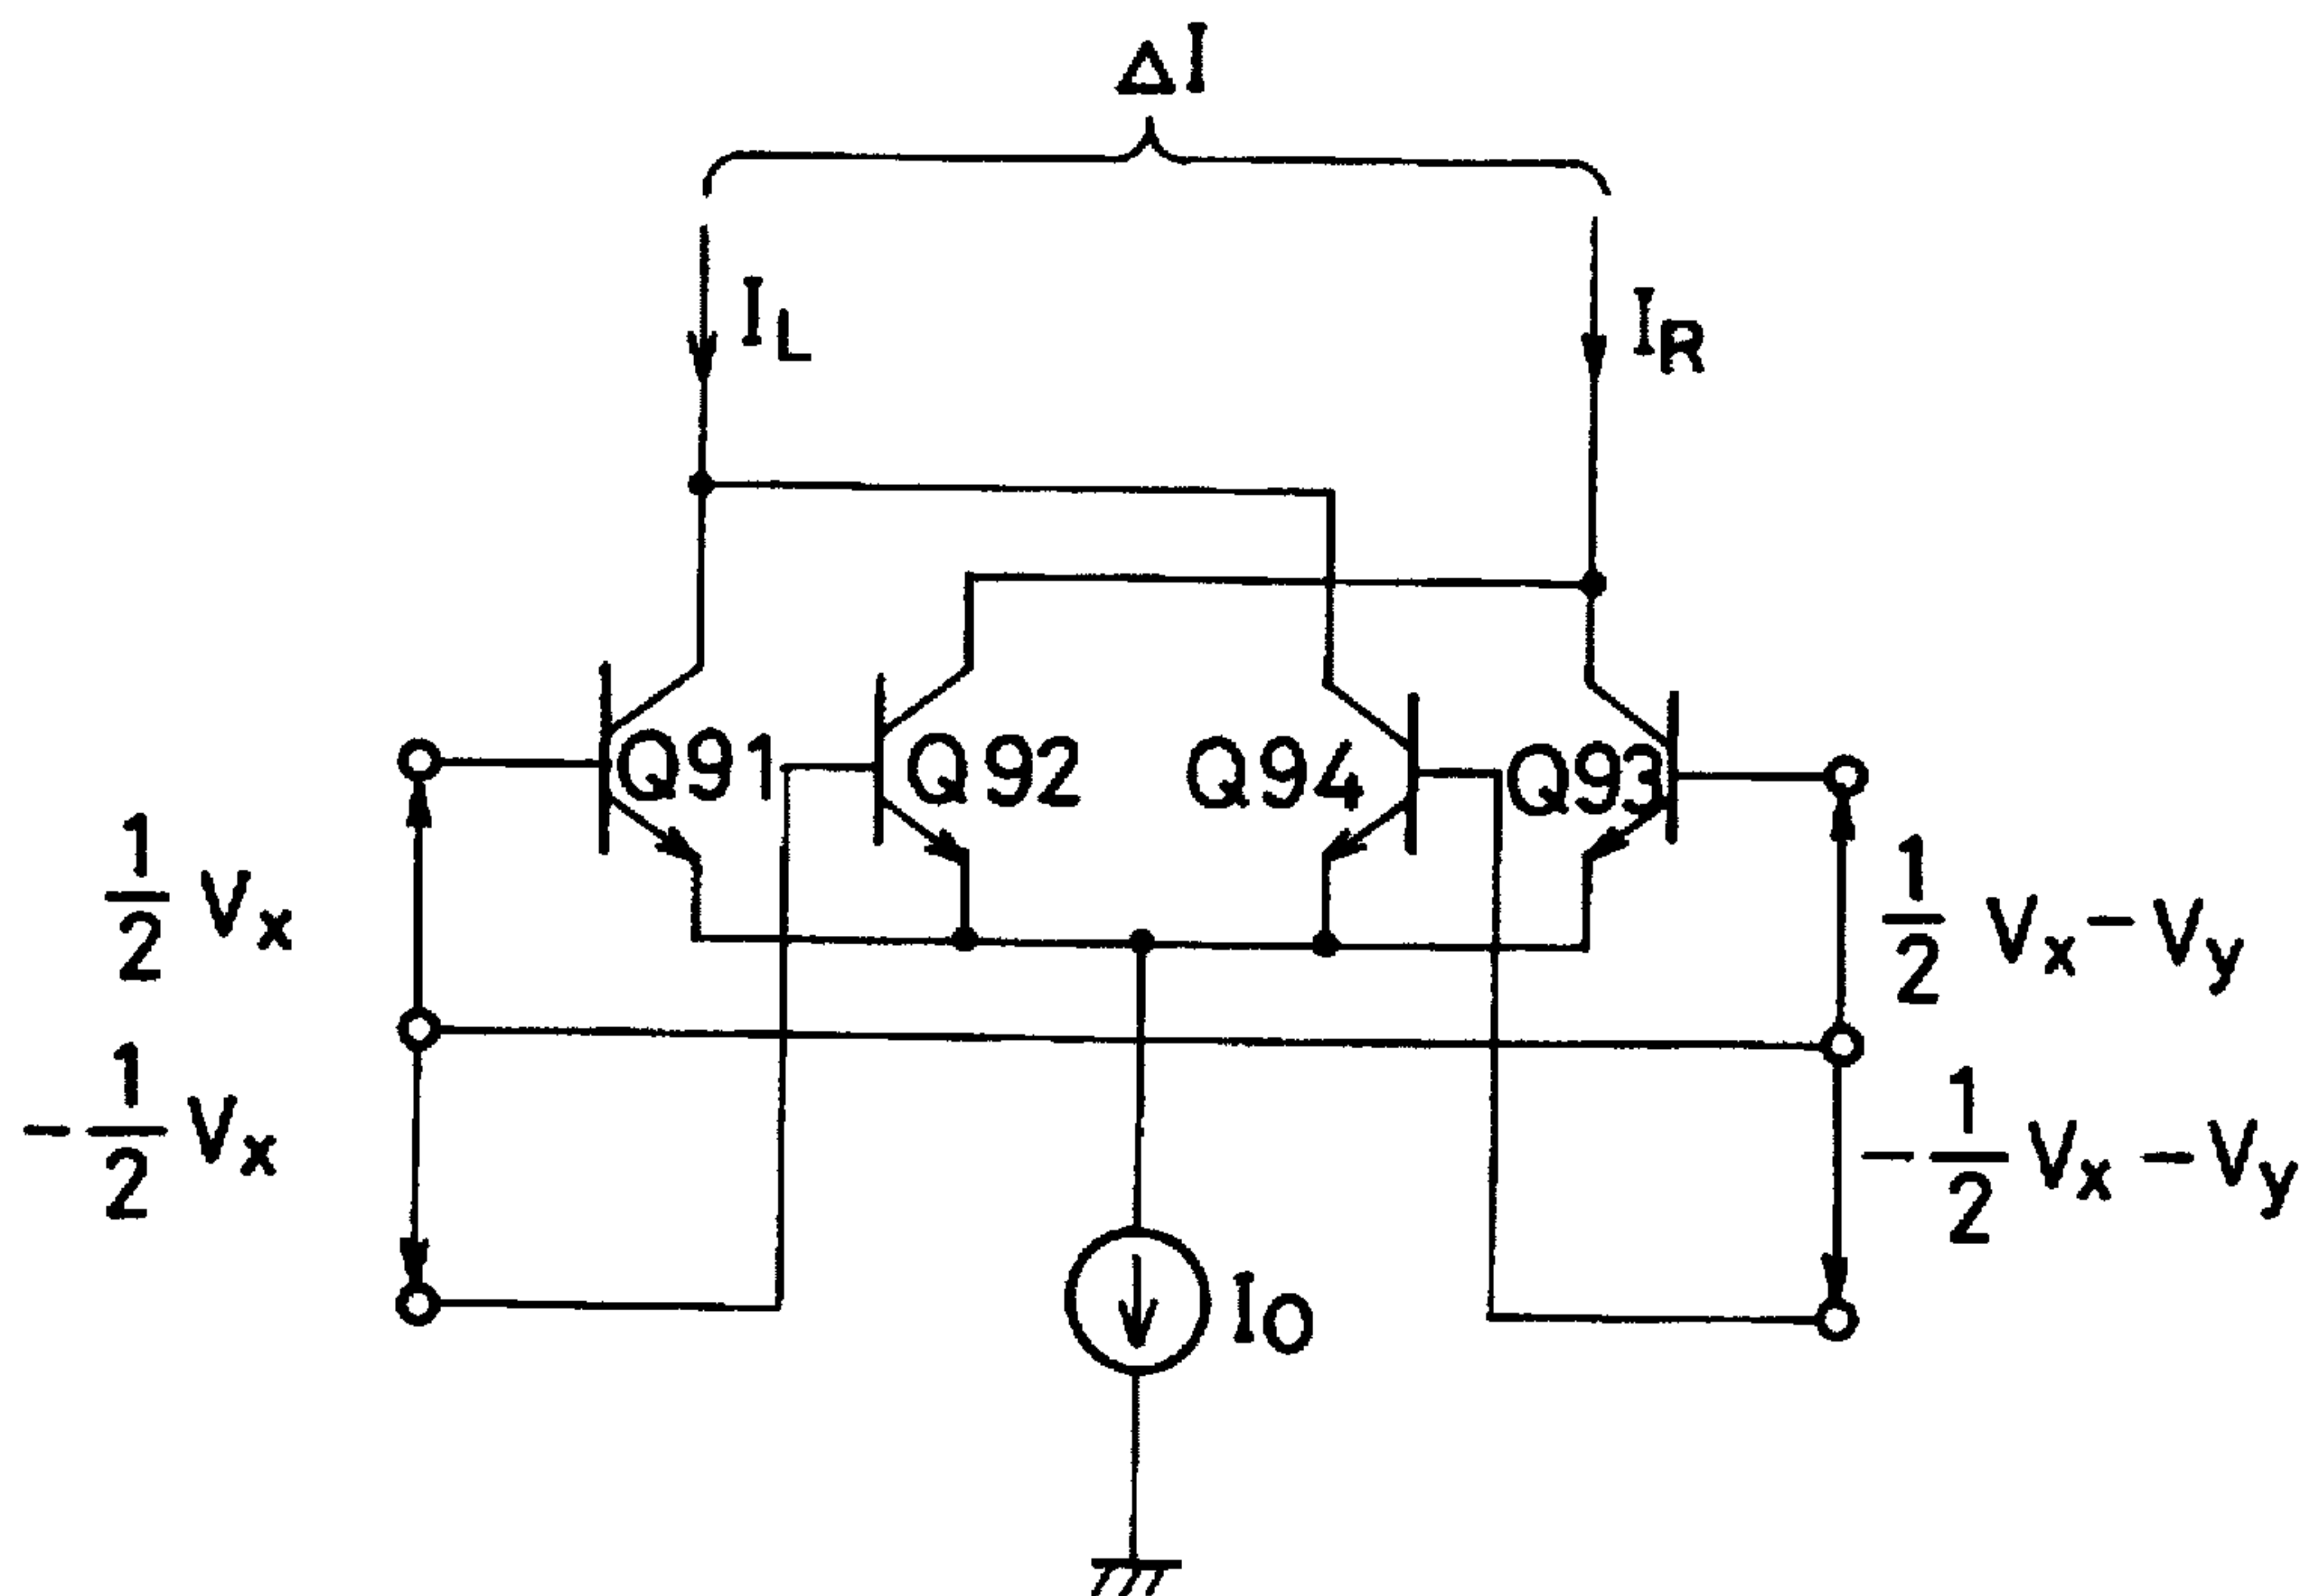 ΔI
I_L
I_R
Q91
Q92
Q94
Q93
1/2 V_x
1/2 V_x - V_y
-1/2 V_x
-1/2 V_x - V_y
I_O